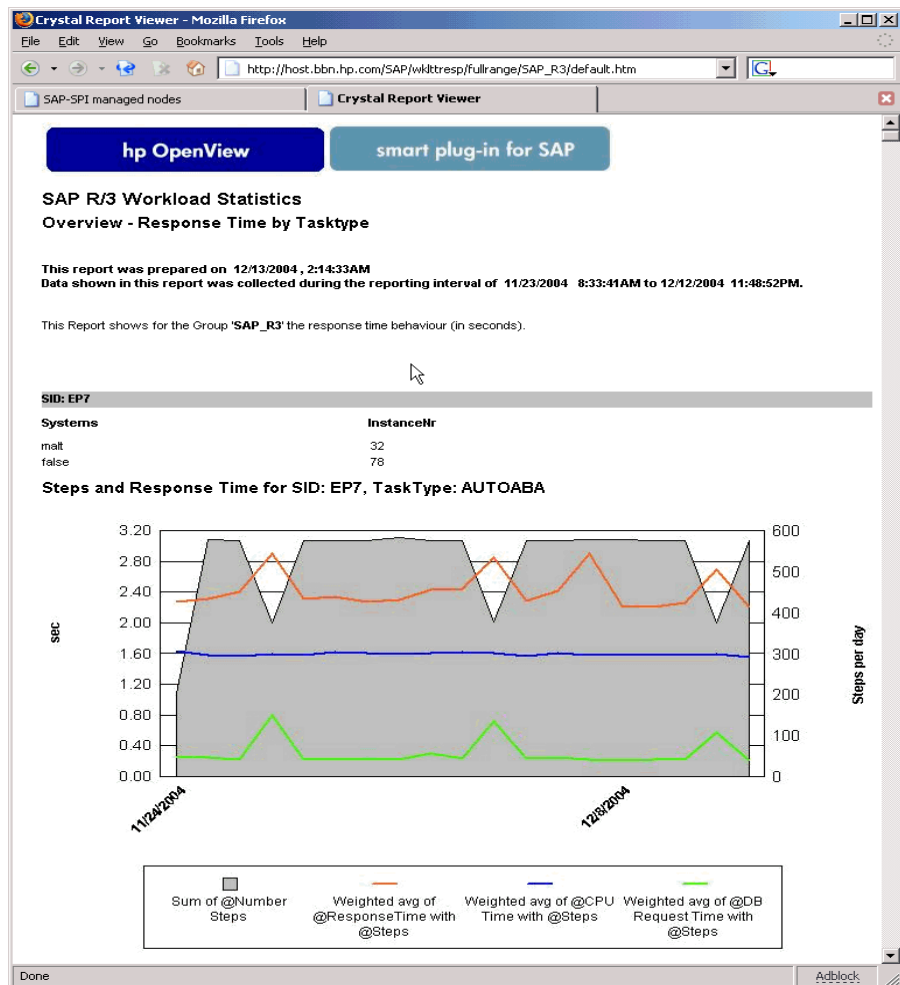 Crystal Report Viewer - Mozilla Firefox
File Edit View Go Bookmarks Tools Help
http://host.bbn.hp.com/SAP/wklttresp/fullrange/SAP_R3/default.htm
G
SAP-SPI managed nodes
Crystal Report Viewer
hp OpenView
smart plug-in for SAP
SAP R/3 Workload Statistics
Overview - Response Time by Tasktype
This report was prepared on 12/13/2004 , 2:14:33AM
Data shown in this report was collected during the reporting interval of 11/23/2004 8:33:41AM to 12/12/2004 11:48:52PM.
This Report shows for the Group 'SAP_R3' the response time behaviour (in seconds).
SID: EP7
Systems InstanceNr
malt 32
false 78
Steps and Response Time for SID: EP7, TaskType: AUTOABA
3.20
2.80
2.40
2.00
1.60
1.20
0.80
0.40
0.00
sec
600
500
400
300
200
100
0
Steps per day
11/24/2004
12/8/2004
Sum of @Number
Steps
Weighted avg of
@ResponseTime with
@Steps
Weighted avg of @CPU
Time with @Steps
Weighted avg of @DB
Request Time with
@Steps
Done
Adblock